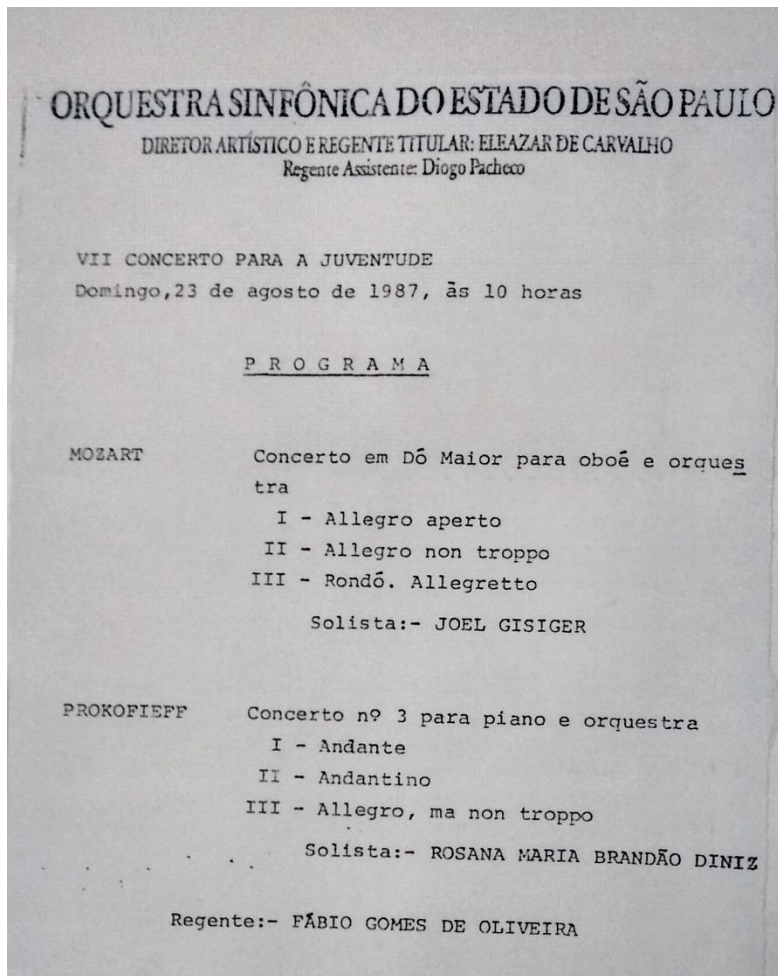 ORQUESTRA SINFÔNICA DO ESTADO DE SÃO PAULO
DIRETOR ARTÍSTICO E REGENTE TITULAR: ELEAZAR DE CARVALHO
Regente Assistente: Diogo Pacheco
VII CONCERTO PARA A JUVENTUDE
Domingo,23 de agosto de 1987, às 10 horas
P R O G R A M A
MOZART Concerto em Dó Maior para oboé e orques
tra
I - Allegro aperto
II - Allegro non troppo
III - Rondó. Allegretto
Solista:- JOEL GISIGER
PROKOFIEFF Concerto nº 3 para piano e orquestra
I - Andante
II - Andantino
III - Allegro, ma non troppo
Solista:- ROSANA MARIA BRANDÃO DINIZ
Regente:- FÁBIO GOMES DE OLIVEIRA